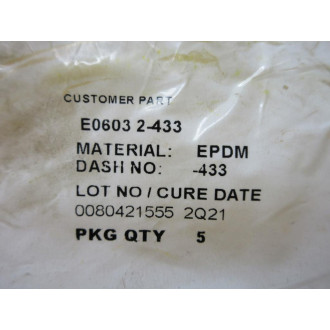 CUSTOMER PART
E0603 2-433
MATERIAL: EPDM
DASH NO: -433
LOT NO / CURE DATE
0080421555 2Q21
PKG QTY 5